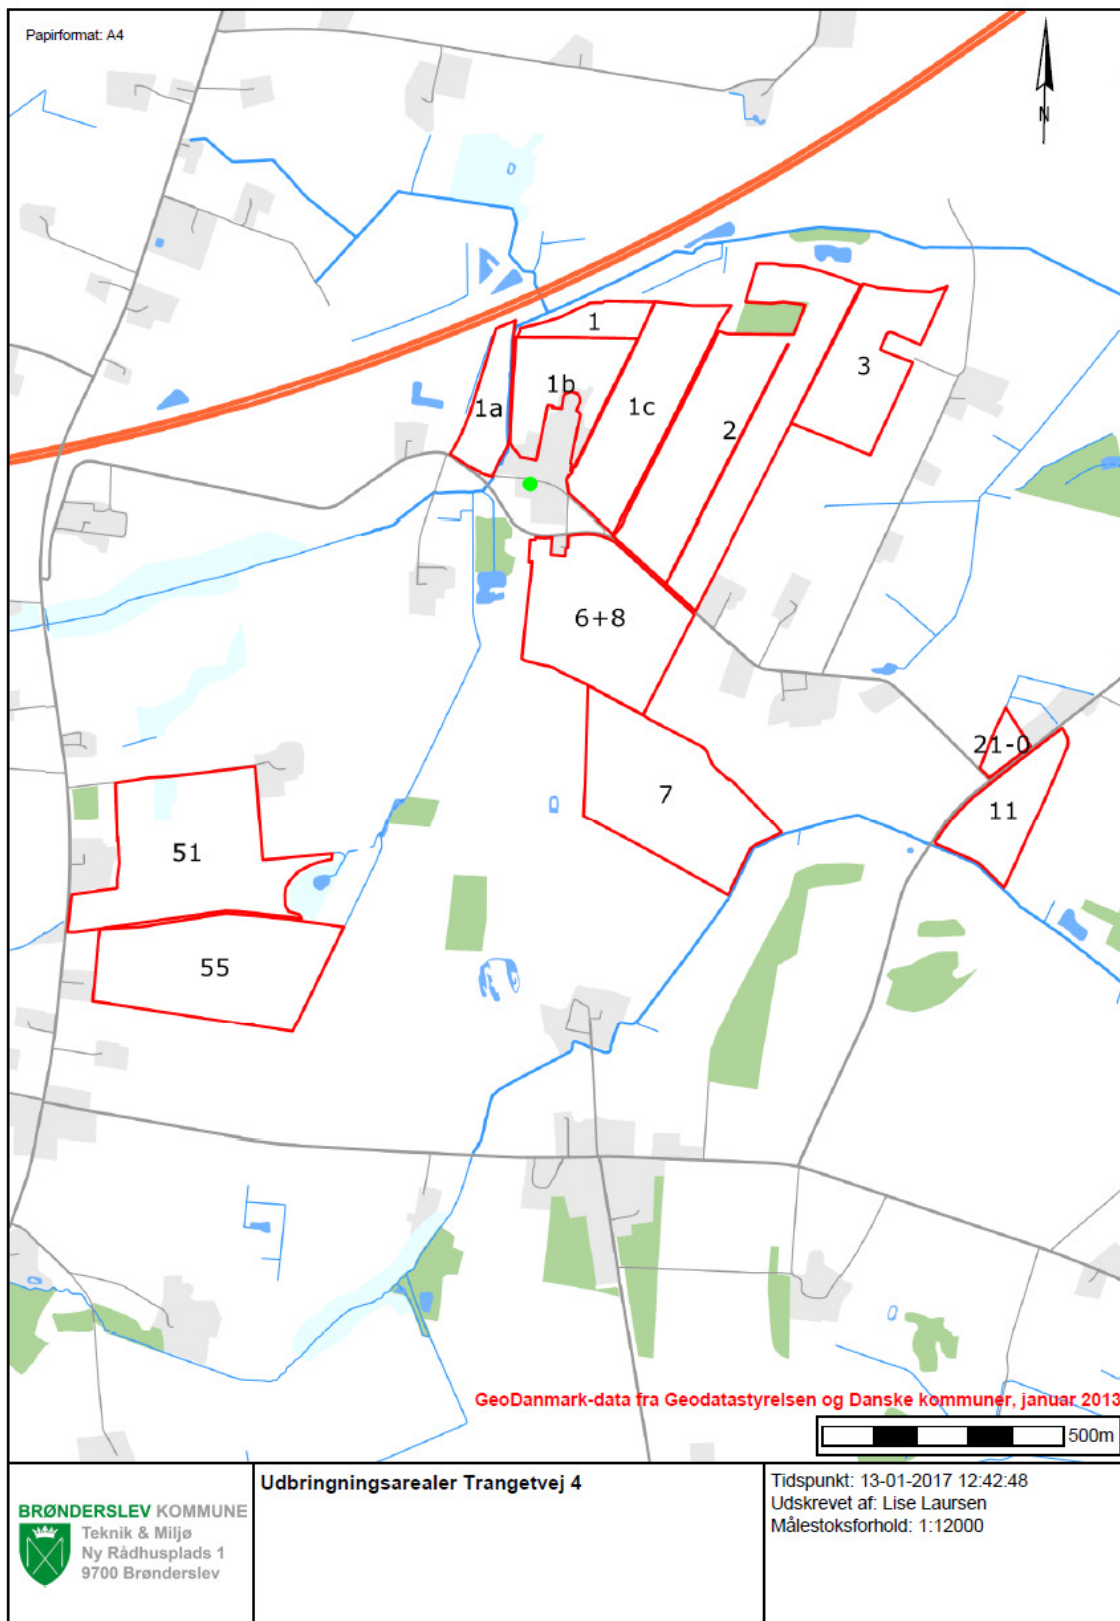 Papirformat: A4
N
1
1b
1a
1c
2
3
6+8
7
21-0
11
51
55
GeoDanmark-data fra Geodatastyrelsen og Danske kommuner, januar 2013
500m
BRØNDERSLEV KOMMUNE
Teknik & Miljø
Ny Rådhusplads 1
9700 Brønderslev
Udbringningsarealer Trangetvej 4
Tidspunkt: 13-01-2017 12:42:48
Udskrevet af: Lise Laursen
Målestoksforhold: 1:12000